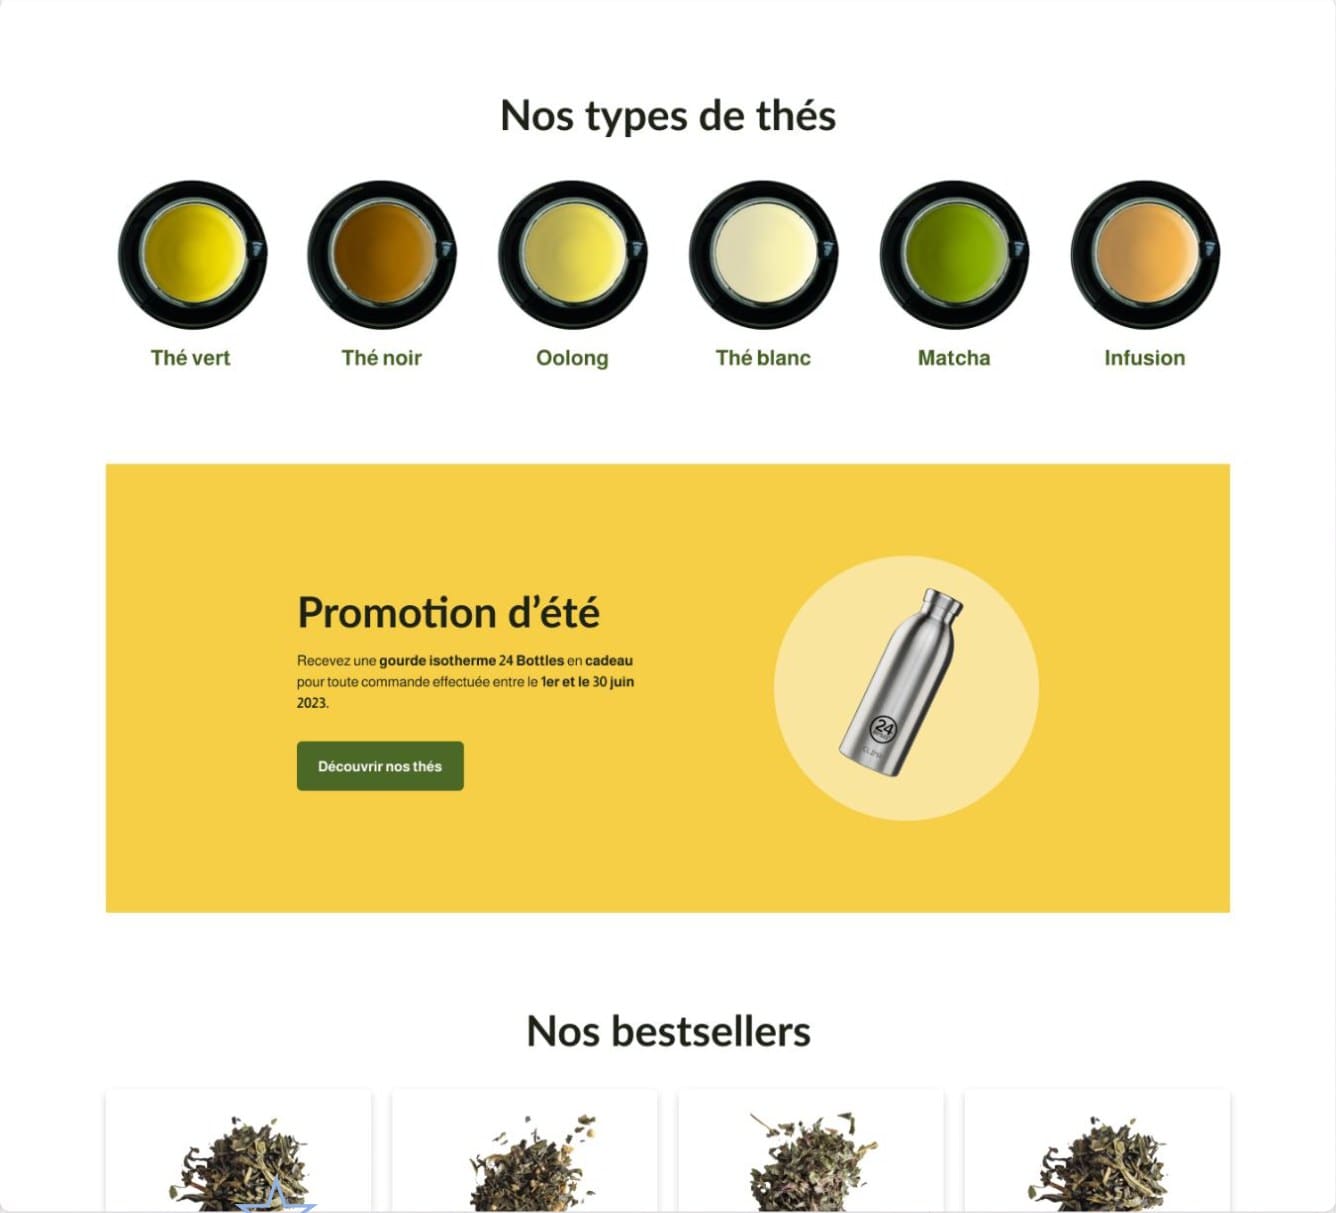 Nos types de thés
Thé vert
Thé noir
Oolong
Thé blanc
Matcha
Infusion
Promotion d’été
Recevez une gourde isotherme 24 Bottles en cadeau
pour toute commande effectuée entre le 1er et le 30 juin
2023.
Découvrir nos thés
24
Nos bestsellers